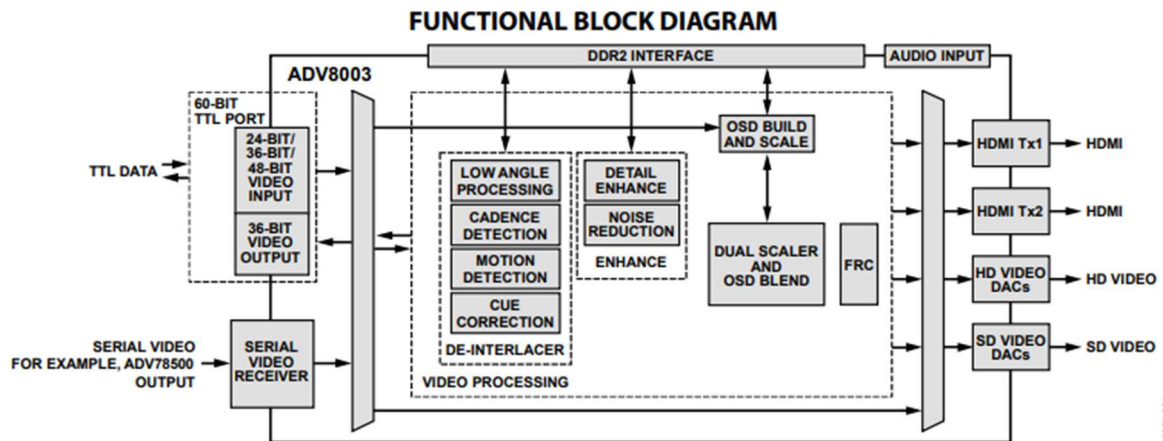 FUNCTIONAL BLOCK DIAGRAM
DDR2 INTERFACE
AUDIO INPUT
ADV8003
60-BIT
TTL PORT
24-BIT/
36-BIT/
48-BIT
VIDEO
INPUT
36-BIT
VIDEO
OUTPUT
TTL DATA
SERIAL VIDEO
FOR EXAMPLE, ADV78500
OUTPUT
SERIAL
VIDEO
RECEIVER
LOW ANGLE
PROCESSING
CADENCE
DETECTION
MOTION
DETECTION
CUE
CORRECTION
DE-INTERLACER
DETAIL
ENHANCE
NOISE
REDUCTION
ENHANCE
OSD BUILD
AND SCALE
DUAL SCALER
AND
OSD BLEND
FRC
VIDEO PROCESSING
HDMI Tx1
HDMI
HDMI Tx2
HDMI
HD VIDEO
DACs
HD VIDEO
SD VIDEO
DACs
SD VIDEO